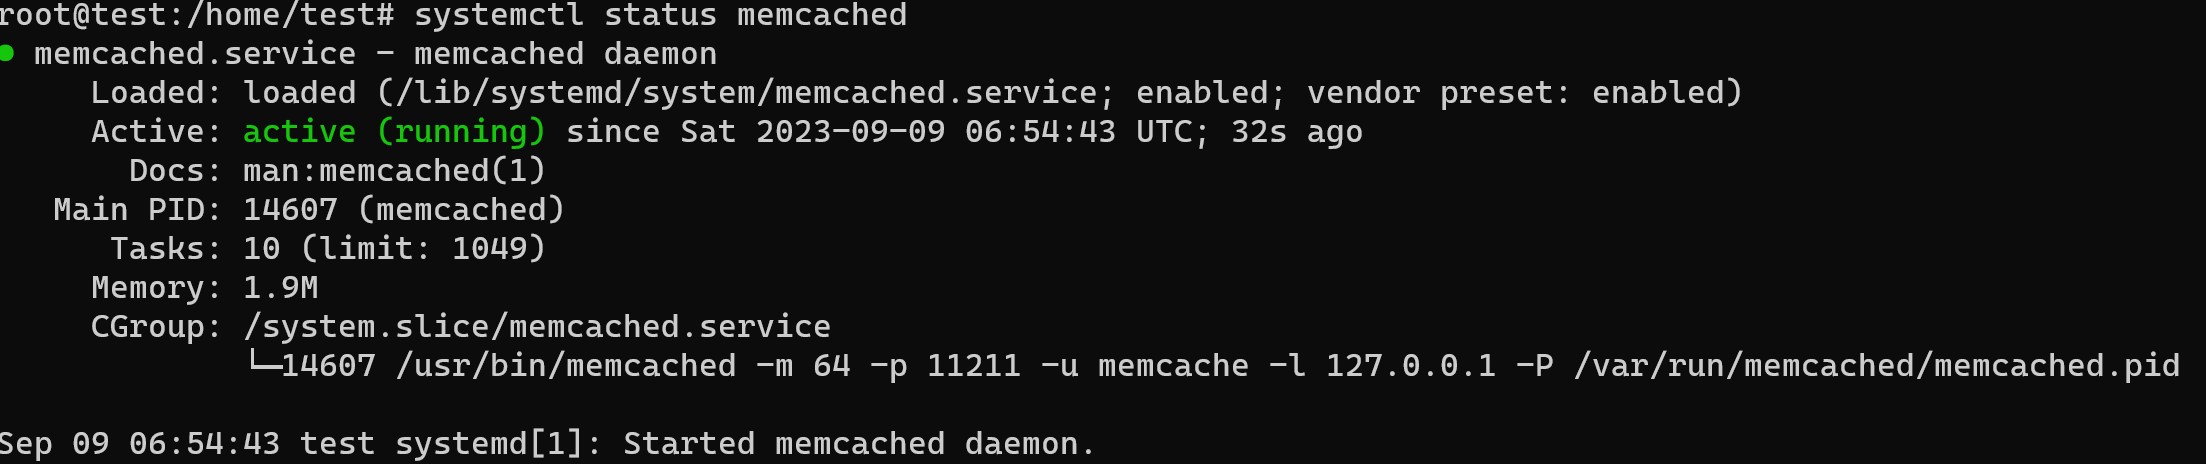 root@test:/home/test# systemctl status memcached
● memcached.service - memcached daemon
     Loaded: loaded (/lib/systemd/system/memcached.service; enabled; vendor preset: enabled)
     Active: active (running) since Sat 2023-09-09 06:54:43 UTC; 32s ago
       Docs: man:memcached(1)
   Main PID: 14607 (memcached)
      Tasks: 10 (limit: 1049)
     Memory: 1.9M
     CGroup: /system.slice/memcached.service
             └─14607 /usr/bin/memcached -m 64 -p 11211 -u memcache -l 127.0.0.1 -P /var/run/memcached/memcached.pid
Sep 09 06:54:43 test systemd[1]: Started memcached daemon.